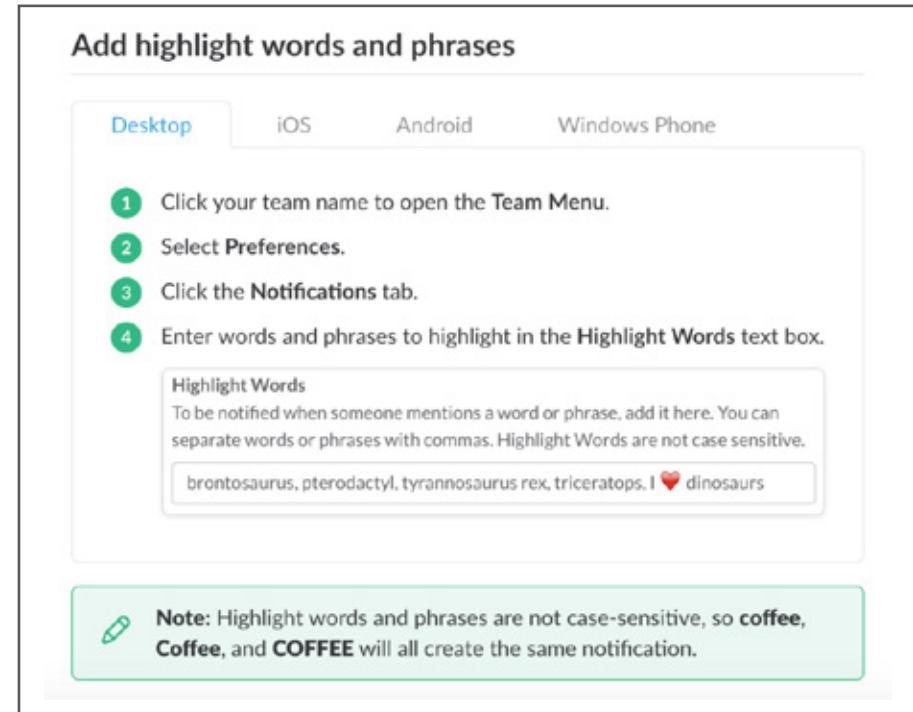 Add highlight words and phrases
Desktop iOS Android Windows Phone
1 Click your team name to open the Team Menu.
2 Select Preferences.
3 Click the Notifications tab.
4 Enter words and phrases to highlight in the Highlight Words text box.
Highlight Words
To be notified when someone mentions a word or phrase, add it here. You can
separate words or phrases with commas. Highlight Words are not case sensitive.
brontosaurus, pterodactyl, tyrannosaurus rex, triceratops, I ❤️ dinosaurs
Note: Highlight words and phrases are not case-sensitive, so coffee,
Coffee, and COFFEE will all create the same notification.